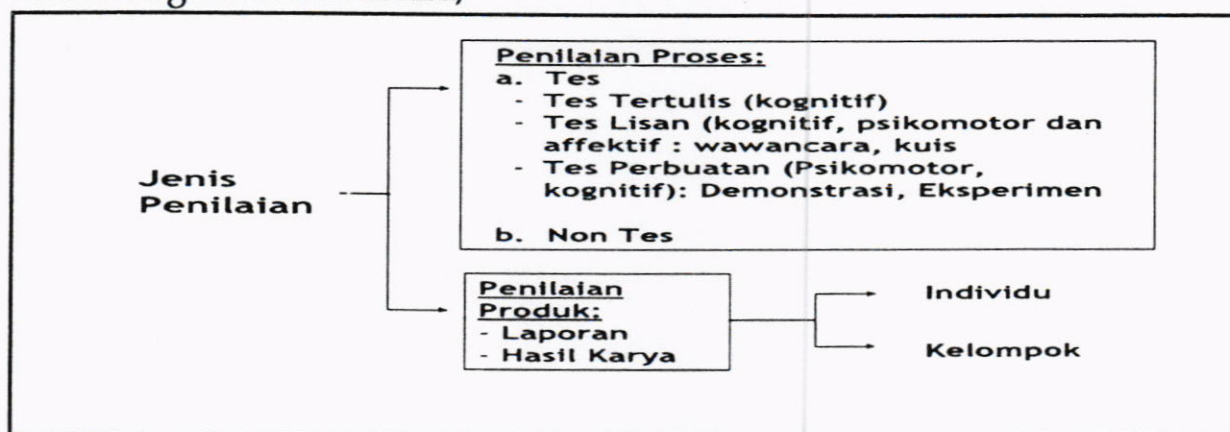 Penilaian Proses:
a. Tes
- Tes Tertulis (kognitif)
- Tes Lisan (kognitif, psikomotor dan
affektif : wawancara, kuis
- Tes Perbuatan (Psikomotor,
kognitif): Demonstrasi, Eksperimen
b. Non Tes
Jenis
Penilaian
Penilaian
Produk:
- Laporan
- Hasil Karya
Individu
Kelompok